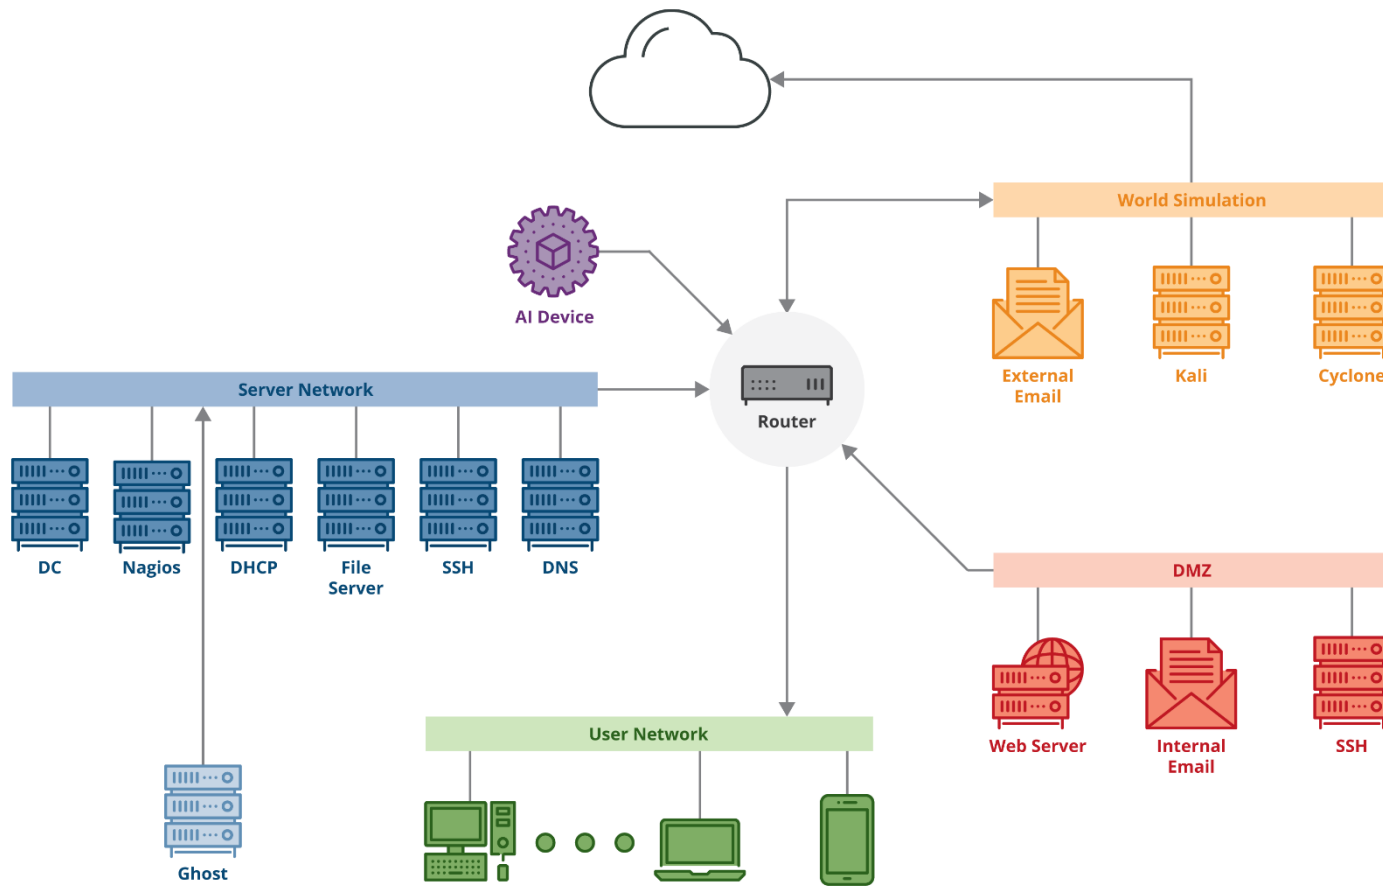 World Simulation
AI Device
External
Email
Kali
Cyclone
Server Network
Router
DC
Nagios
DHCP
File
Server
SSH
DNS
DMZ
Web Server
Internal
Email
SSH
User Network
Ghost